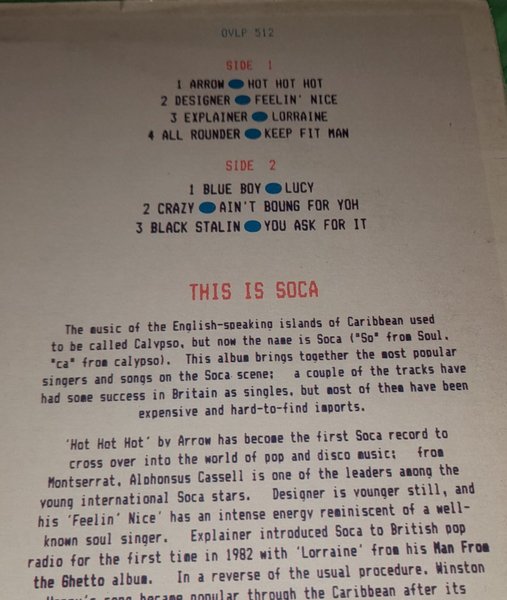 OVLP 512
SIDE 1
1 ARROW HOT HOT HOT
2 DESIGNER FEELIN' NICE
3 EXPLAINER LORRAINE
4 ALL ROUNDER KEEP FIT MAN
SIDE 2
1 BLUE BOY LUCY
2 CRAZY AIN'T BOUNG FOR YOH
3 BLACK STALIN YOU ASK FOR IT
THIS IS SOCA
The music of the English-speaking islands of Caribbean used
to be called Calypso, but now the name is Soca ("So" from Soul,
"ca" from calypso). This album brings together the most popular
singers and songs on the Soca scene: a couple of the tracks have
had some success in Britain as singles, but most of them have been
expensive and hard-to-find imports.
'Hot Hot Hot' by Arrow has become the first Soca record to
cross over into the world of pop and disco music: from
Montserrat, Alphonsus Cassell is one of the leaders among the
young international Soca stars. Designer is younger still, and
his 'Feelin' Nice' has an intense energy reminiscent of a well-
known soul singer. Explainer introduced Soca to British pop
radio for the first time in 1982 with 'Lorraine' from his Man From
the Ghetto album. In a reverse of the usual procedure, Winston
song became popular through the Caribbean after its